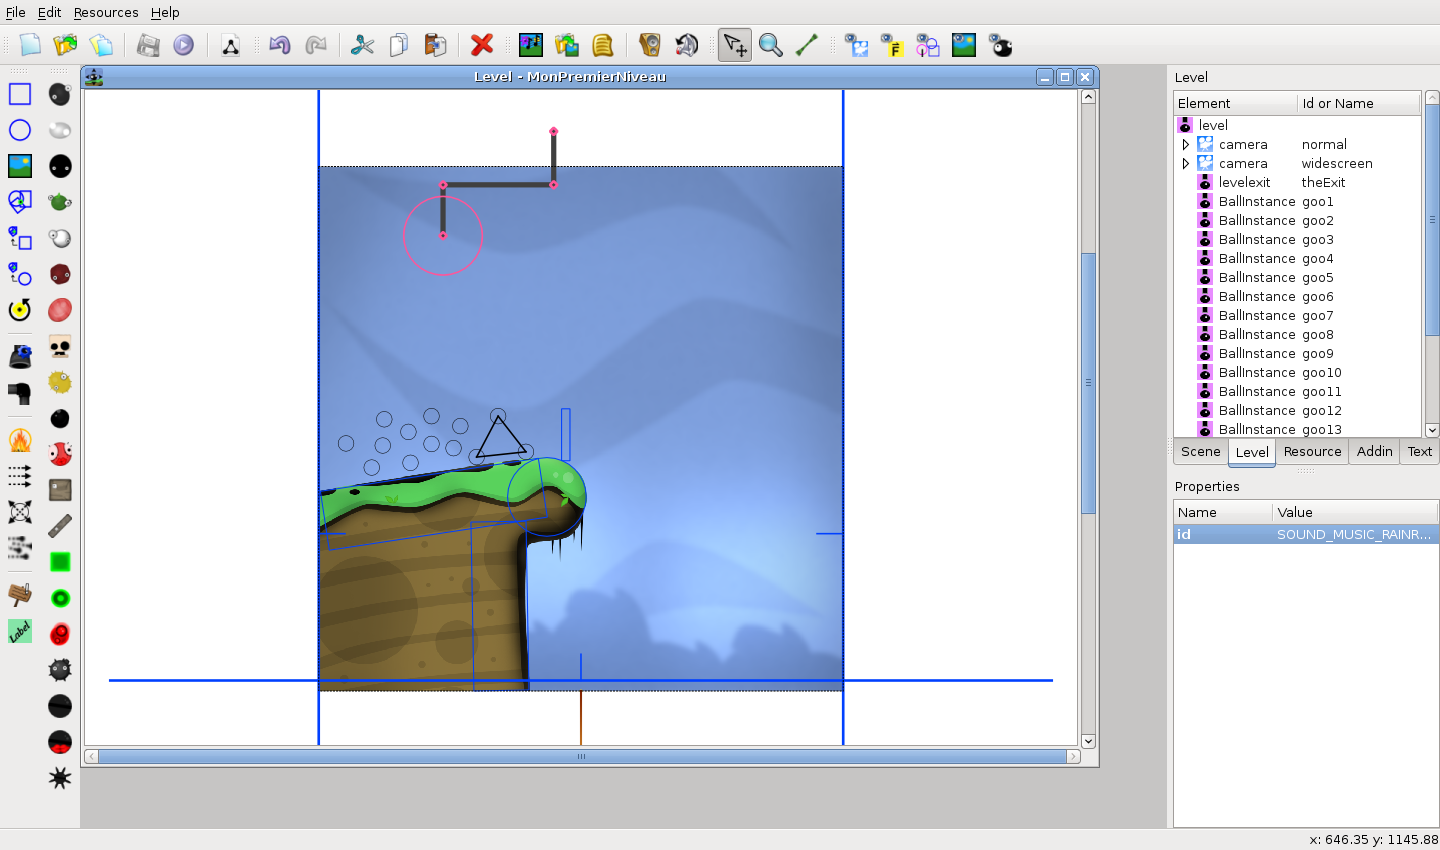 File Edit Resources Help
Level - MonPremierNiveau
Label
Level
Element Id or Name
level
camera normal
camera widescreen
levelexit theExit
BallInstance goo1
BallInstance goo2
BallInstance goo3
BallInstance goo4
BallInstance goo5
BallInstance goo6
BallInstance goo7
BallInstance goo8
BallInstance goo9
BallInstance goo10
BallInstance goo11
BallInstance goo12
BallInstance goo13
Scene Level Resource Addin Text
Properties
Name Value
id SOUND_MUSIC_RAINR...
x: 646.35 y: 1145.88